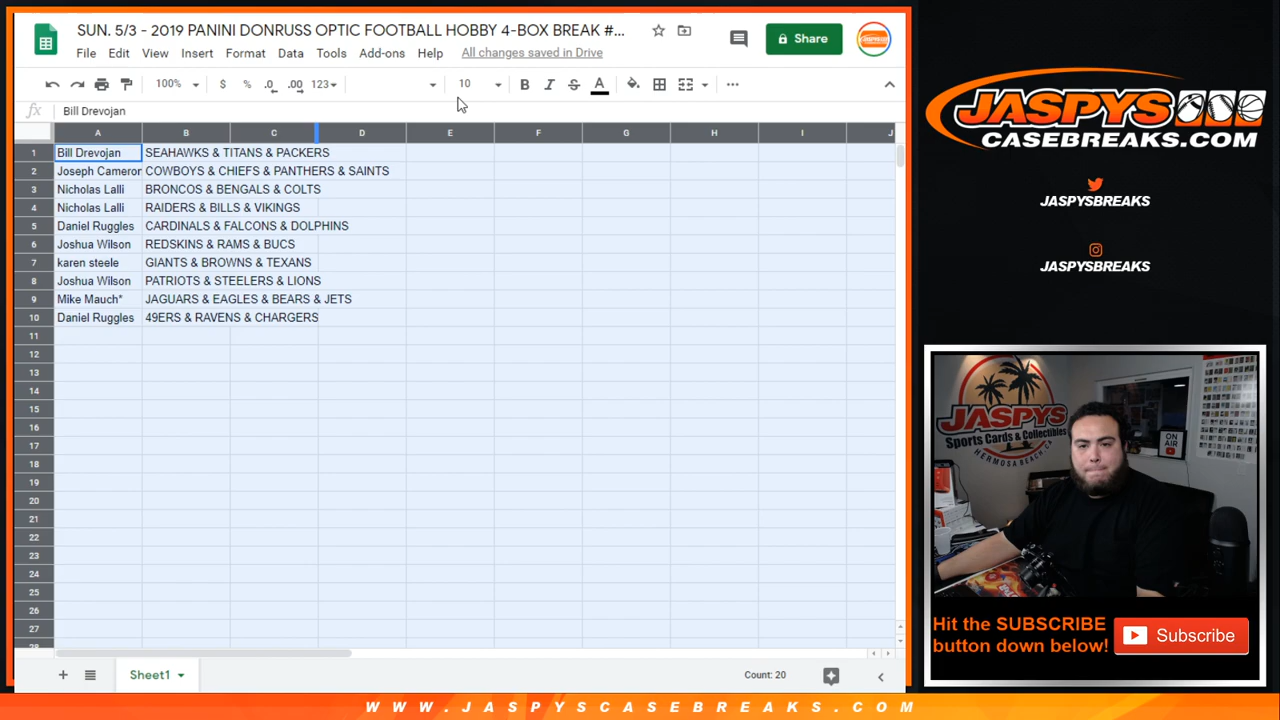 SUN. 5/3 - 2019 PANINI DONRUSS OPTIC FOOTBALL HOBBY 4-BOX BREAK #...
Share
File Edit View Insert Format Data Tools Add-ons Help All changes saved in Drive
100% $ % .0 .00 123 10 B I S A
fx Bill Drevojan
A B C D E F G H I J
1 Bill Drevojan SEAHAWKS & TITANS & PACKERS
2 Joseph Cameron COWBOYS & CHIEFS & PANTHERS & SAINTS
3 Nicholas Lalli BRONCOS & BENGALS & COLTS
4 Nicholas Lalli RAIDERS & BILLS & VIKINGS
5 Daniel Ruggles CARDINALS & FALCONS & DOLPHINS
6 Joshua Wilson REDSKINS & RAMS & BUCS
7 karen steele GIANTS & BROWNS & TEXANS
8 Joshua Wilson PATRIOTS & STEELERS & LIONS
9 Mike Mauch* JAGUARS & EAGLES & BEARS & JETS
10 Daniel Ruggles 49ERS & RAVENS & CHARGERS
11
12
13
14
15
16
17
18
19
20
21
22
23
24
25
26
27
28
Sheet1
Count: 20
JASPYS
CASEBREAKS.COM
JASPYSBREAKS
JASPYSBREAKS
JASPYS
Sports Cards & Collectibles
HERMOSA BEACH, CA
ON AIR
Hit the SUBSCRIBE
button down below!
Subscribe
WWW.JASPYSCASEBREAKS.COM